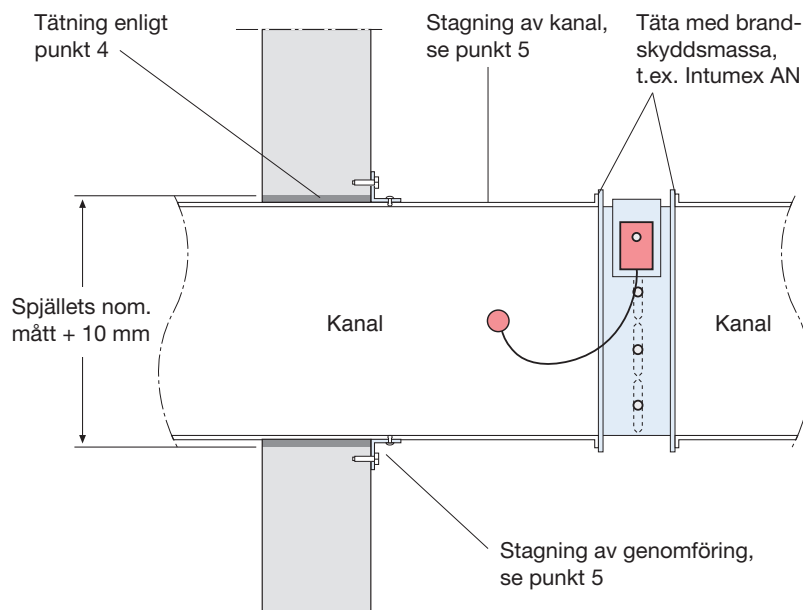 Tätning enligt
punkt 4
Stagning av kanal,
se punkt 5
Täta med brand-
skyddsmassa,
t.ex. Intumex AN
Spjällets nom.
mått + 10 mm
Kanal
Kanal
Stagning av genomföring,
se punkt 5